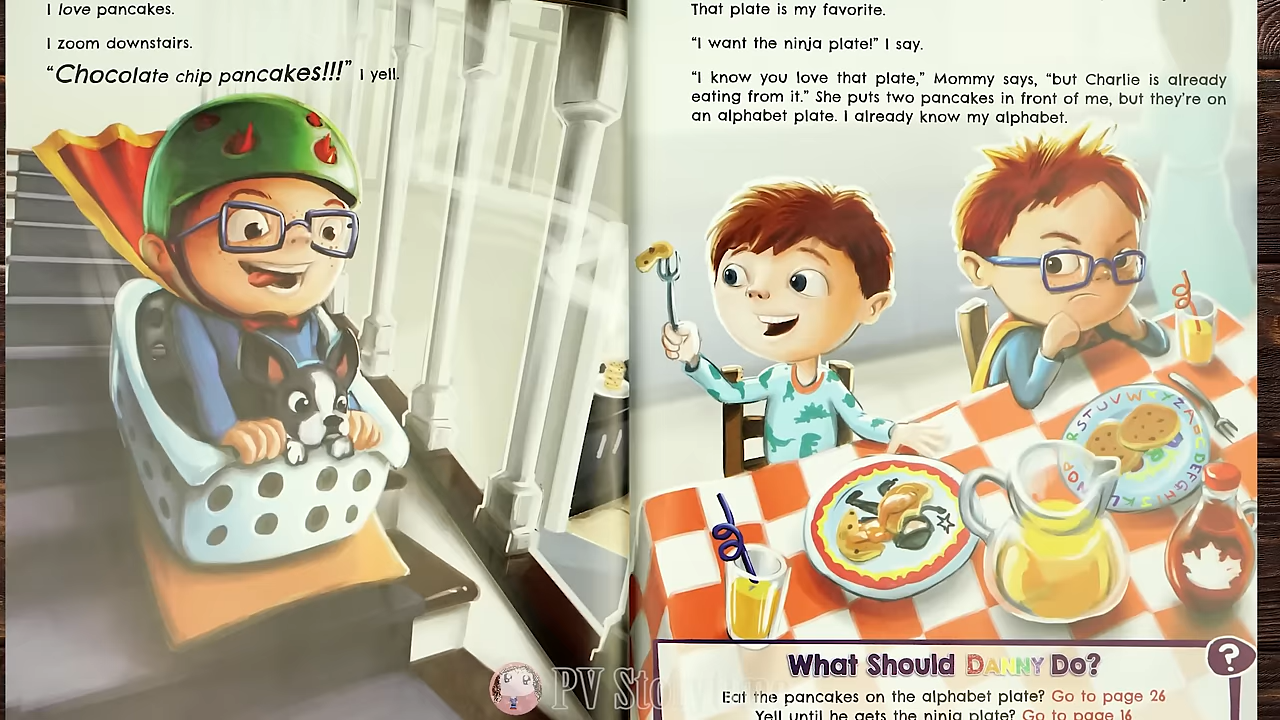 I love pancakes.
I zoom downstairs.
“Chocolate chip pancakes!!!” I yell.
That plate is my favorite.
“I want the ninja plate!” I say.
“I know you love that plate,” Mommy says, “but Charlie is already
eating from it.” She puts two pancakes in front of me, but they’re on
an alphabet plate. I already know my alphabet.
What Should DANNY Do?
?
Eat the pancakes on the alphabet plate? Go to page 26
Yell until he gets the ninja plate? Go to page 16
PV